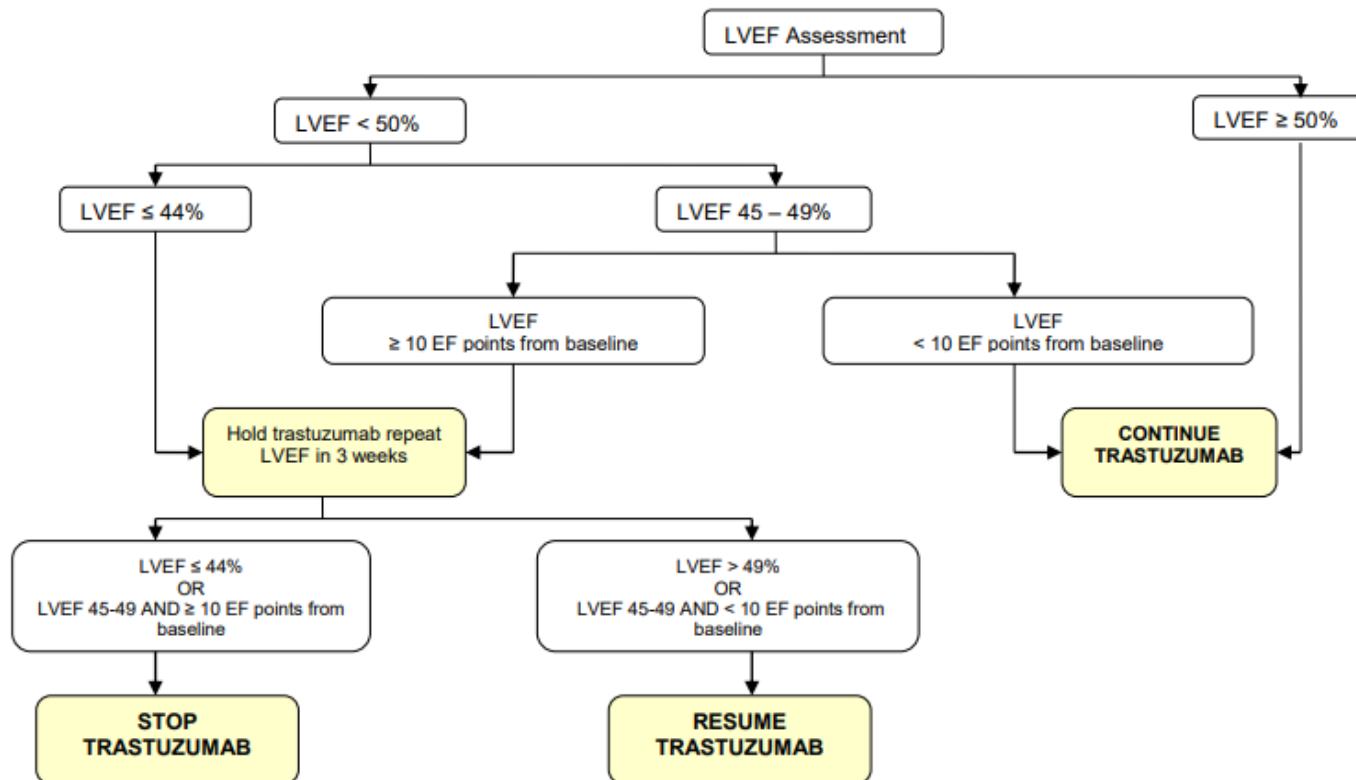 LVEF Assessment
LVEF < 50%
LVEF ≥ 50%
LVEF ≤ 44%
LVEF 45 – 49%
LVEF
≥ 10 EF points from baseline
LVEF
< 10 EF points from baseline
Hold trastuzumab repeat
LVEF in 3 weeks
CONTINUE
TRASTUZUMAB
LVEF ≤ 44%
OR
LVEF 45-49 AND ≥ 10 EF points from
baseline
LVEF > 49%
OR
LVEF 45-49 AND < 10 EF points from
baseline
STOP
TRASTUZUMAB
RESUME
TRASTUZUMAB